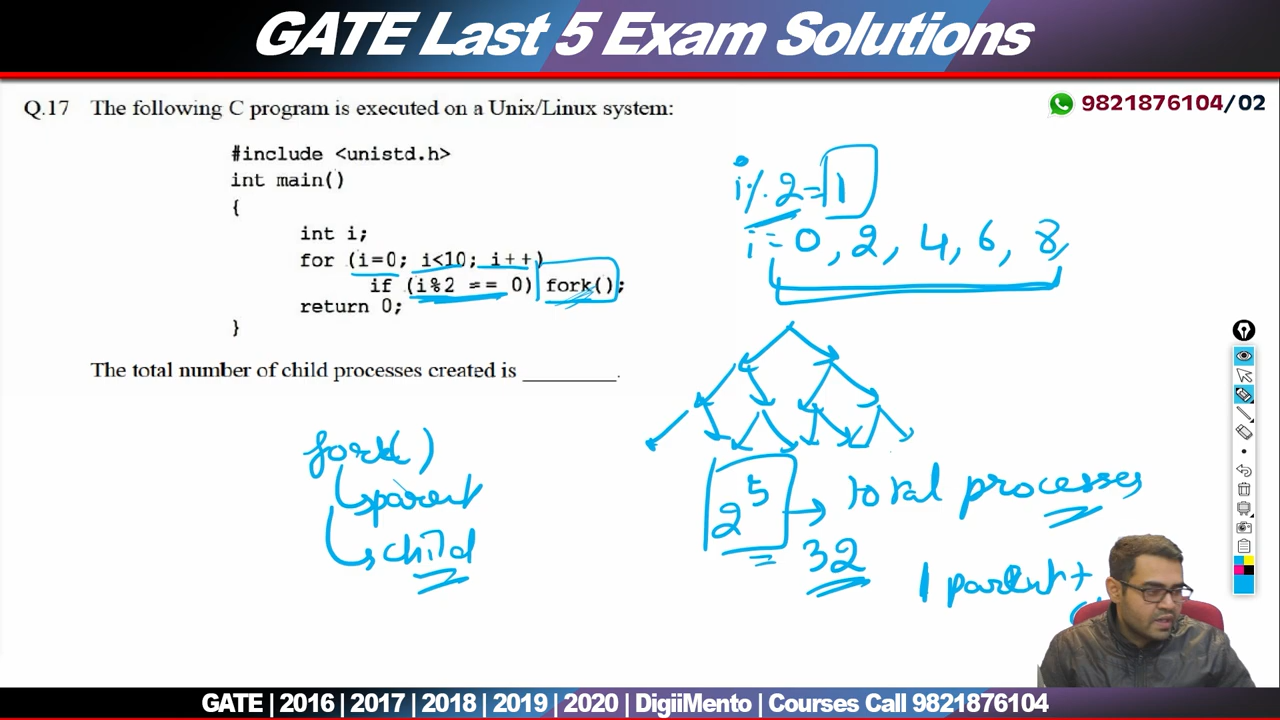 GATE Last 5 Exam Solutions
9821876104/02
Q.17 The following C program is executed on a Unix/Linux system:
#include <unistd.h>
int main()
{
int i;
for (i=0; i<10; i++)
if (i%2 == 0) fork();
return 0;
}
The total number of child processes created is ________.
i%2=1
i=0, 2, 4, 6, 8,
fork()
parent
child
2^5 → total processes
32
1 parent +
GATE | 2016 | 2017 | 2018 | 2019 | 2020 | DigiiMento | Courses Call 9821876104